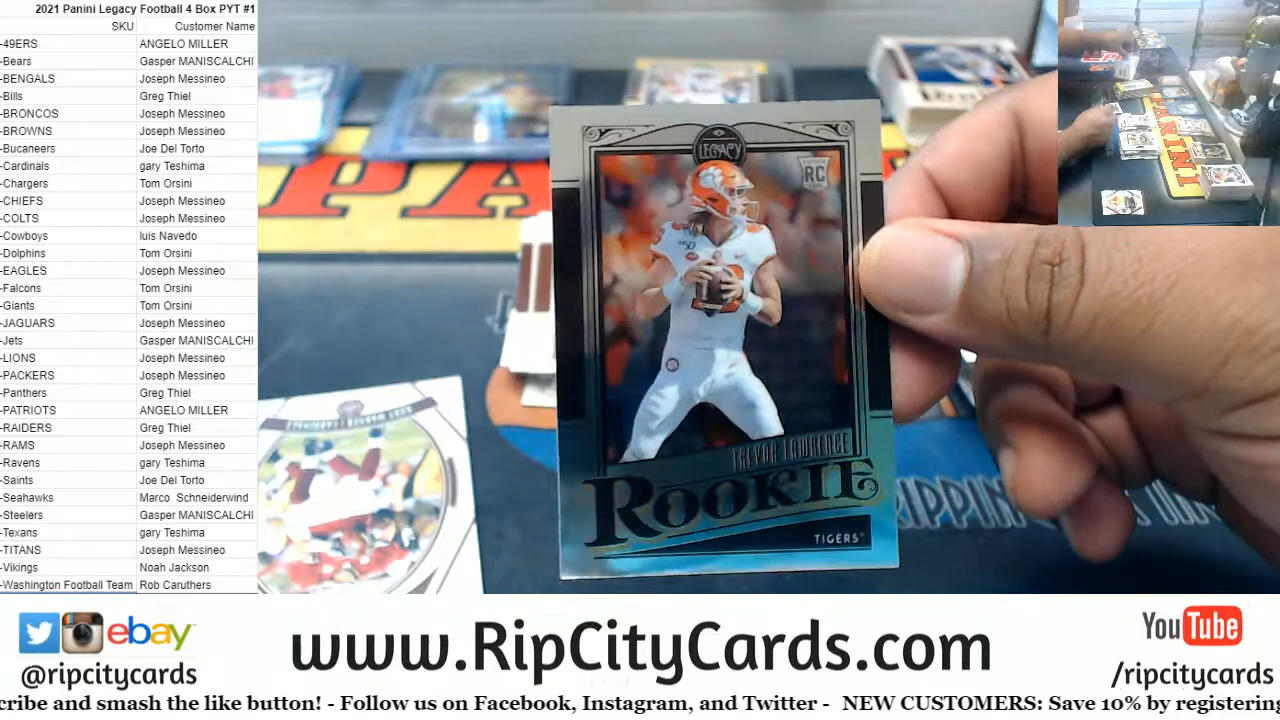 2021 Panini Legacy Football 4 Box PYT #1
SKU Customer Name
-49ERS ANGELO MILLER
-Bears Gasper MANISCALCHI
-BENGALS Joseph Messineo
-Bills Greg Thiel
-BRONCOS Joseph Messineo
-BROWNS Joseph Messineo
-Bucaneers Joe Del Torto
-Cardinals gary Teshima
-Chargers Tom Orsini
-CHIEFS Joseph Messineo
-COLTS Joseph Messineo
-Cowboys luis Navedo
-Dolphins Tom Orsini
-EAGLES Joseph Messineo
-Falcons Tom Orsini
-Giants Tom Orsini
-JAGUARS Joseph Messineo
-Jets Gasper MANISCALCHI
-LIONS Joseph Messineo
-PACKERS Joseph Messineo
-Panthers Greg Thiel
-PATRIOTS ANGELO MILLER
-RAIDERS Greg Thiel
-RAMS Joseph Messineo
-Ravens gary Teshima
-Saints Joe Del Torto
-Seahawks Marco Schneiderwind
-Steelers Gasper MANISCALCHI
-Texans gary Teshima
-TITANS Joseph Messineo
-Vikings Noah Jackson
-Washington Football Team Rob Caruthers
LEGACY
RC
TREVOR LAWRENCE
ROOKIE
TIGERS
PANINI
ebay
@ripcitycards
www.RipCityCards.com
YouTube
/ripcitycards
cribe and smash the like button! - Follow us on Facebook, Instagram, and Twitter - NEW CUSTOMERS: Save 10% by registering